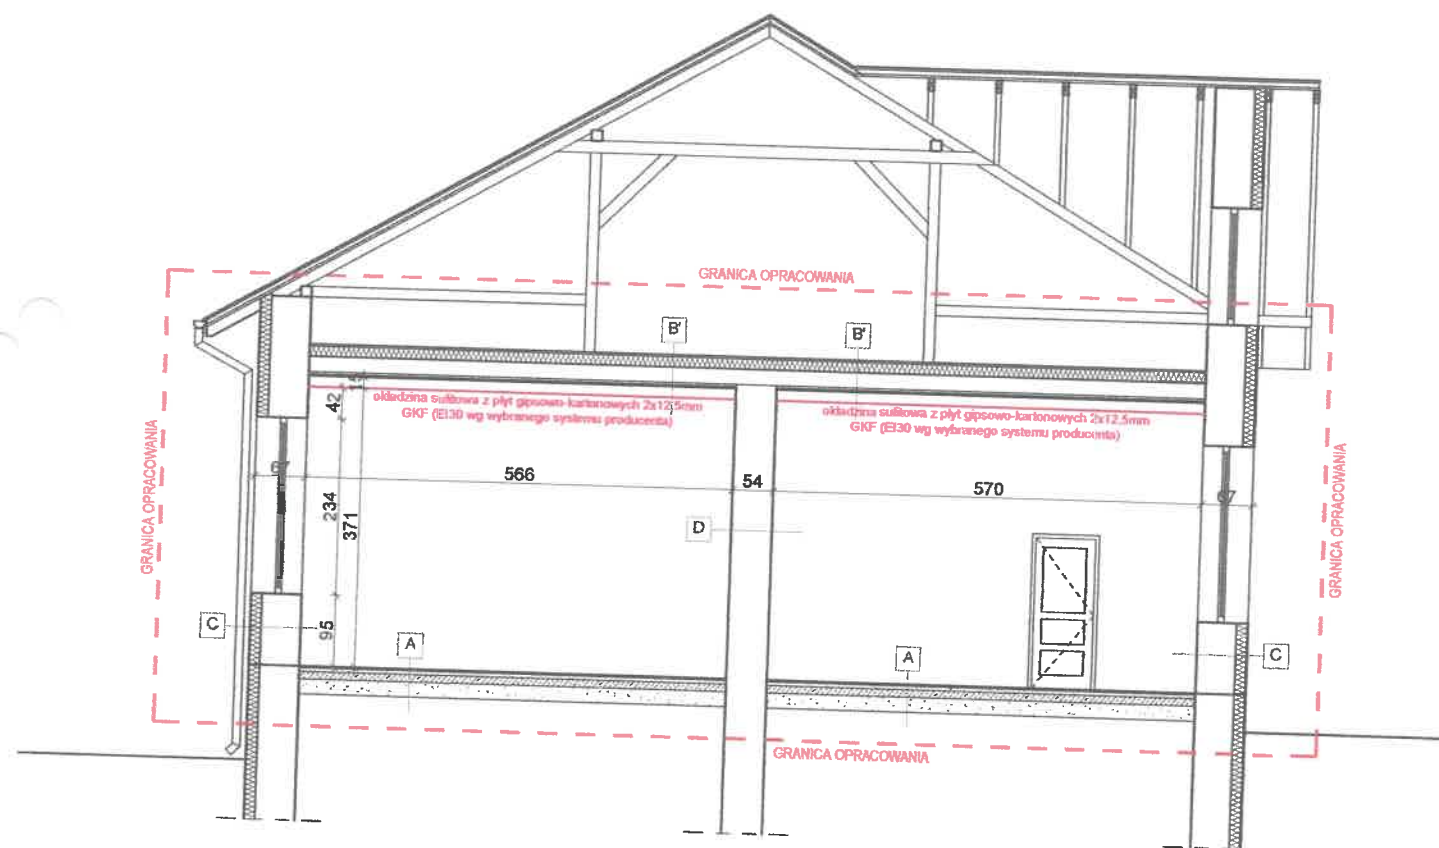 GRANICA OPRACOWANIA
B'
B'
15
42
okładzina sufitowa z płyt gipsowo-kartonowych 2x12,5mm
GKF (EI30 wg wybranego systemu producenta)
okładzina sufitowa z płyt gipsowo-kartonowych 2x12,5mm
GKF (EI30 wg wybranego systemu producenta)
GRANICA OPRACOWANIA
GRANICA OPRACOWANIA
67
566
54
570
67
234
371
D
C
95
A
A
C
GRANICA OPRACOWANIA